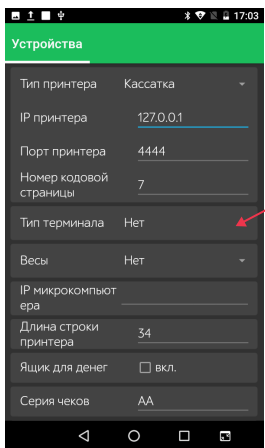 17:03
Устройства
Тип принтера Кассатка
IP принтера 127.0.0.1
Порт принтера 4444
Номер кодовой
страницы 7
Тип терминала Нет
Весы Нет
IP микрокомпьют
ера
Длина строки
принтера 34
Ящик для денег вкл.
Серия чеков АА